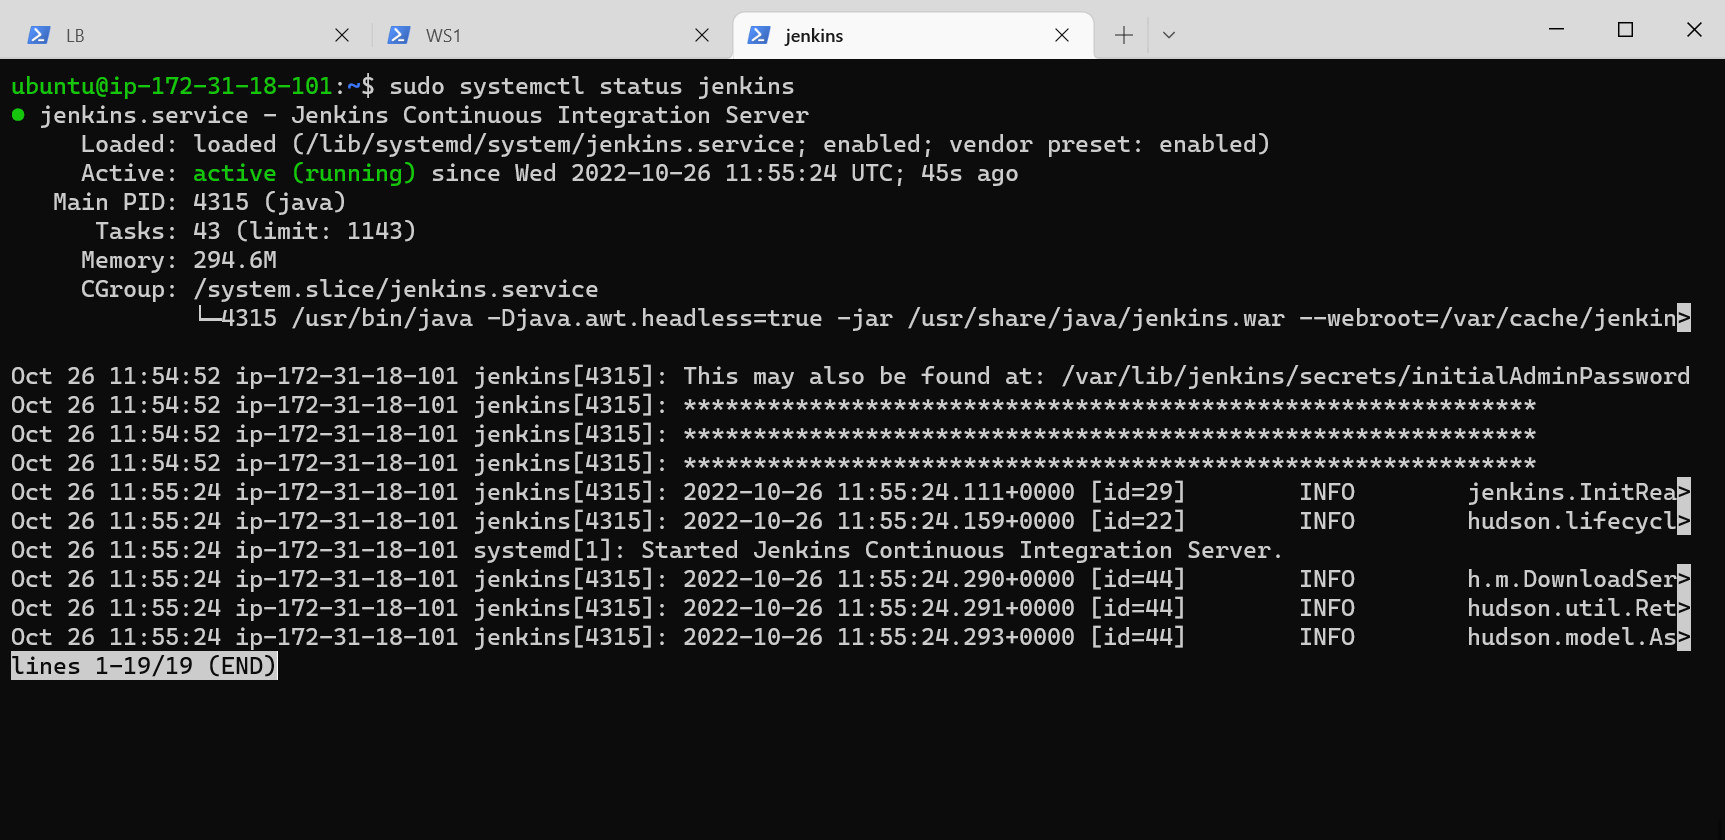 LB
WS1
jenkins
ubuntu@ip-172-31-18-101:~$ sudo systemctl status jenkins
● jenkins.service - Jenkins Continuous Integration Server
Loaded: loaded (/lib/systemd/system/jenkins.service; enabled; vendor preset: enabled)
Active: active (running) since Wed 2022-10-26 11:55:24 UTC; 45s ago
Main PID: 4315 (java)
Tasks: 43 (limit: 1143)
Memory: 294.6M
CGroup: /system.slice/jenkins.service
└─4315 /usr/bin/java -Djava.awt.headless=true -jar /usr/share/java/jenkins.war --webroot=/var/cache/jenkin>
Oct 26 11:54:52 ip-172-31-18-101 jenkins[4315]: This may also be found at: /var/lib/jenkins/secrets/initialAdminPassword
Oct 26 11:54:52 ip-172-31-18-101 jenkins[4315]: *************************************************************
Oct 26 11:54:52 ip-172-31-18-101 jenkins[4315]: *************************************************************
Oct 26 11:54:52 ip-172-31-18-101 jenkins[4315]: *************************************************************
Oct 26 11:55:24 ip-172-31-18-101 jenkins[4315]: 2022-10-26 11:55:24.111+0000 [id=29]        INFO        jenkins.InitRea>
Oct 26 11:55:24 ip-172-31-18-101 jenkins[4315]: 2022-10-26 11:55:24.159+0000 [id=22]        INFO        hudson.lifecycl>
Oct 26 11:55:24 ip-172-31-18-101 systemd[1]: Started Jenkins Continuous Integration Server.
Oct 26 11:55:24 ip-172-31-18-101 jenkins[4315]: 2022-10-26 11:55:24.290+0000 [id=44]        INFO        h.m.DownloadSer>
Oct 26 11:55:24 ip-172-31-18-101 jenkins[4315]: 2022-10-26 11:55:24.291+0000 [id=44]        INFO        hudson.util.Ret>
Oct 26 11:55:24 ip-172-31-18-101 jenkins[4315]: 2022-10-26 11:55:24.293+0000 [id=44]        INFO        hudson.model.As>
lines 1-19/19 (END)